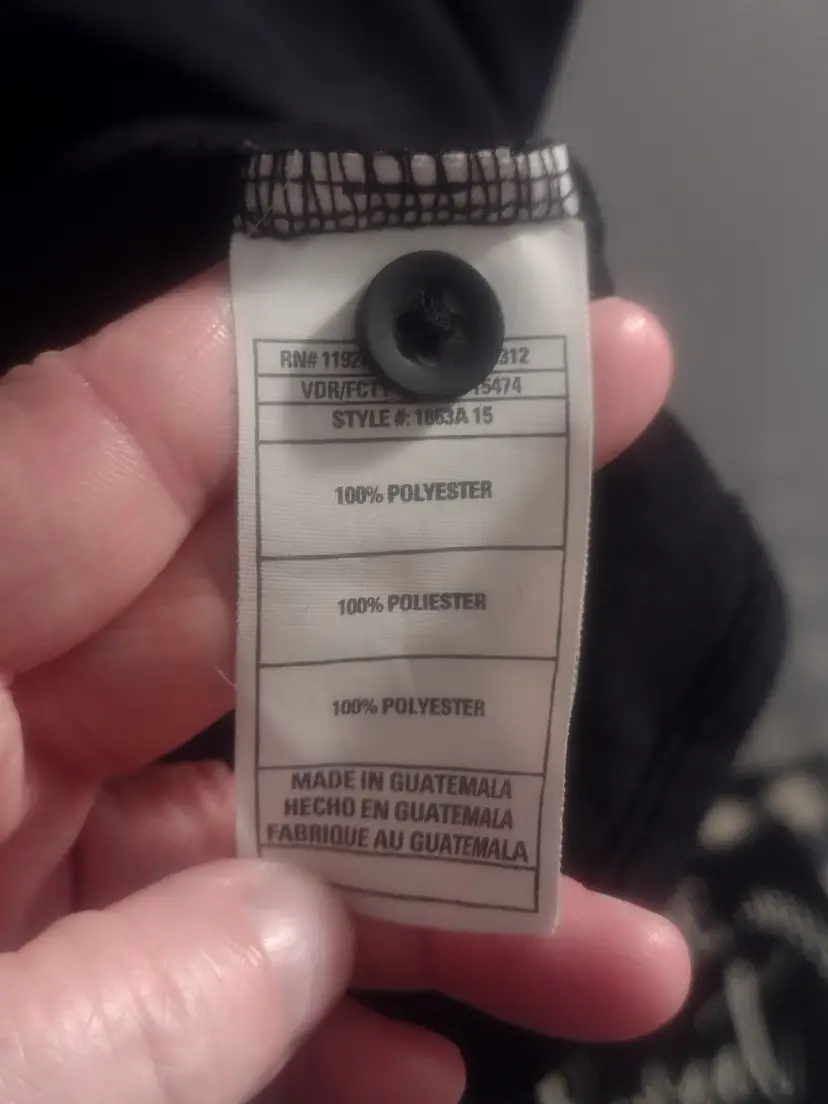 RN# 1192 312
VDR/FCT 15474
STYLE #: 1863A 15
100% POLYESTER
100% POLIESTER
100% POLYESTER
MADE IN GUATEMALA
HECHO EN GUATEMALA
FABRIQUE AU GUATEMALA